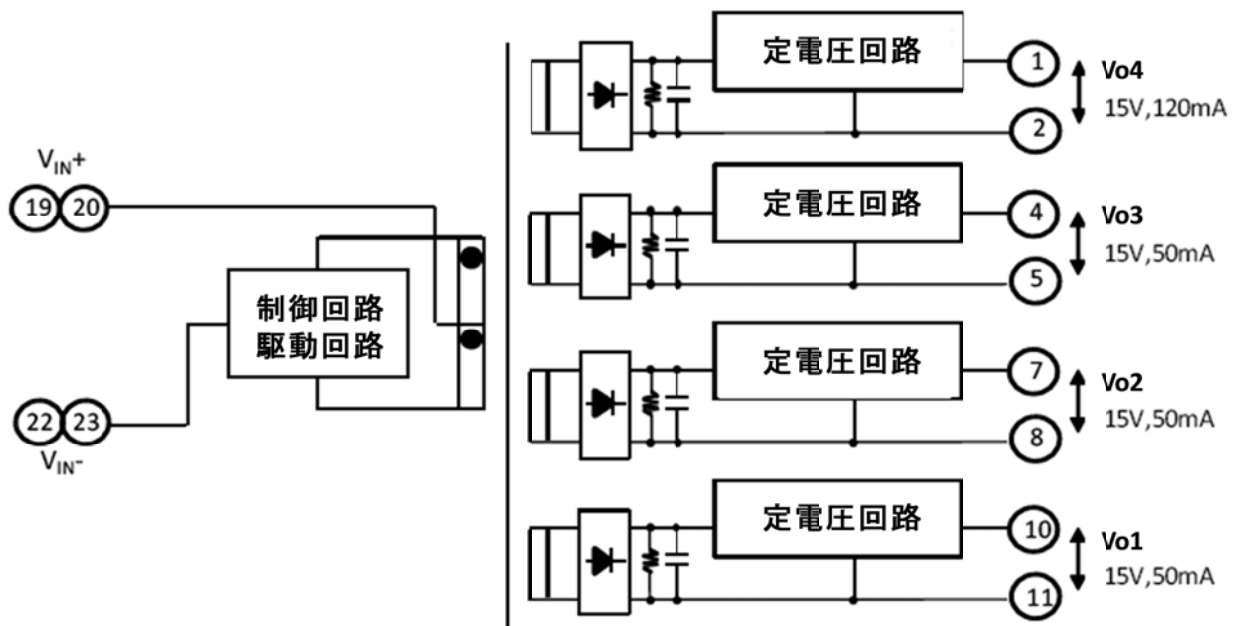 V_IN+
19 20
制御回路
駆動回路
22 23
V_IN-
定電圧回路
1
2
Vo4
15V,120mA
定電圧回路
4
5
Vo3
15V,50mA
定電圧回路
7
8
Vo2
15V,50mA
定電圧回路
10
11
Vo1
15V,50mA